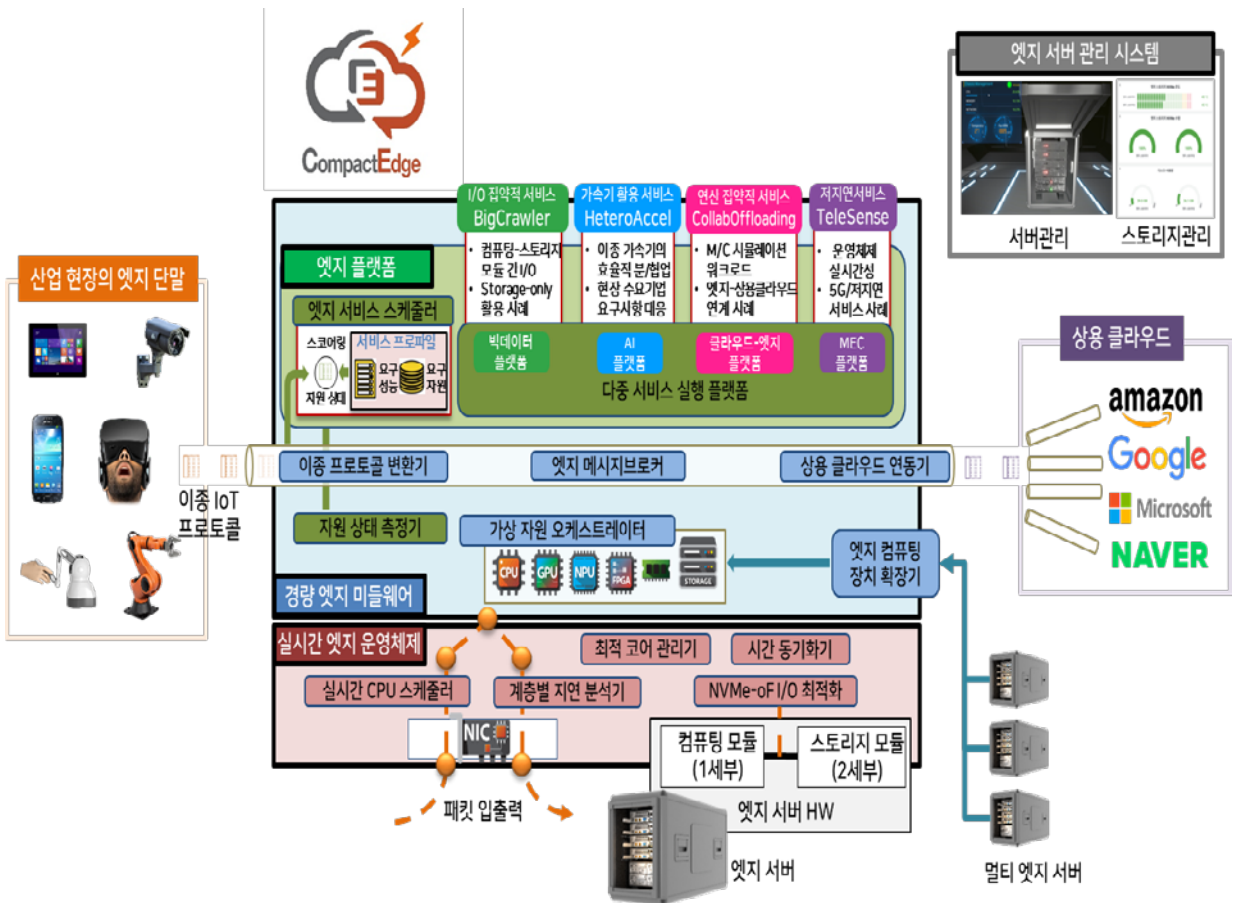 CompactEdge
엣지 서버 관리 시스템
서버관리
스토리지관리
I/O 집약적 서비스
BigCrawler
• 컴퓨팅-스토리지
모듈 간 I/O
• Storage-only
활용 사례
가속기 활용 서비스
HeteroAccel
• 이종 가속기의
효율적 분/협업
• 현상 수요기업
요구시항 대응
연신 집약직 서비스
CollabOffloading
• M/C 시뮬레이션
워크로드
• 엣지-상용클라우드
연계 사례
저지연서비스
TeleSense
• 운영체제
실시간성
• 5G/저지연
서비스 사례
엣지 플랫폼
엣지 서비스 스케줄러
스코어링
자원 상태
서비스 프로파일
요구
성능
요구
자원
빅데이터
플랫폼
AI
플랫폼
클라우드-엣지
플랫폼
MEC
플랫폼
다중 서비스 실행 플랫폼
산업 현장의 엣지 단말
이종 IoT
프로토콜
이종 프로토콜 변환기
엣지 메시지브로커
상용 클라우드 연동기
상용 클라우드
amazon
Google
Microsoft
NAVER
자원 상태 측정기
가상 자원 오케스트레이터
CPU
GPU
NPU
FPGA
STORAGE
엣지 컴퓨팅
장치 확장기
경량 엣지 미들웨어
실시간 엣지 운영체제
최적 코어 관리기
시간 동기화기
실시간 CPU 스케줄러
계층별 지연 분석기
NVMe-oF I/O 최적화
NIC
컴퓨팅 모듈
(1세부)
스토리지 모듈
(2세부)
엣지 서버 HW
패킷 입출력
엣지 서버
멀티 엣지 서버